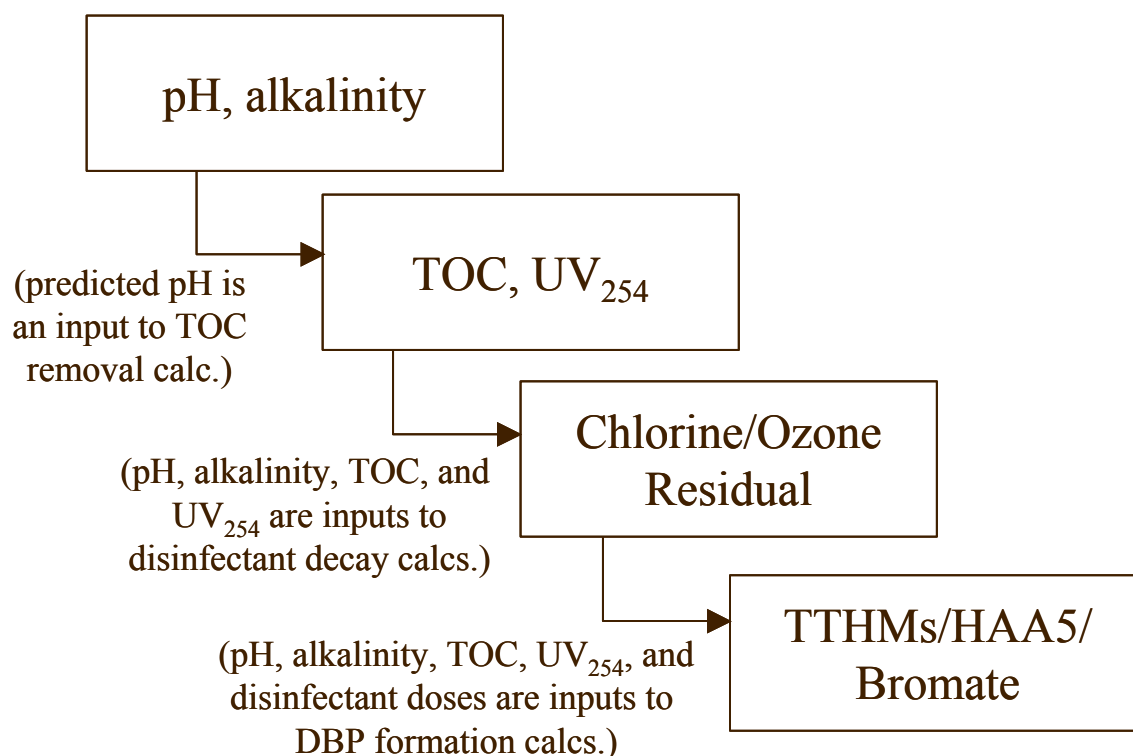 pH, alkalinity
(predicted pH is
an input to TOC
removal calc.)
TOC, UV₂₅₄
(pH, alkalinity, TOC, and
UV₂₅₄ are inputs to
disinfectant decay calcs.)
Chlorine/Ozone
Residual
(pH, alkalinity, TOC, UV₂₅₄, and
disinfectant doses are inputs to
DBP formation calcs.)
TTHMs/HAA5/
Bromate